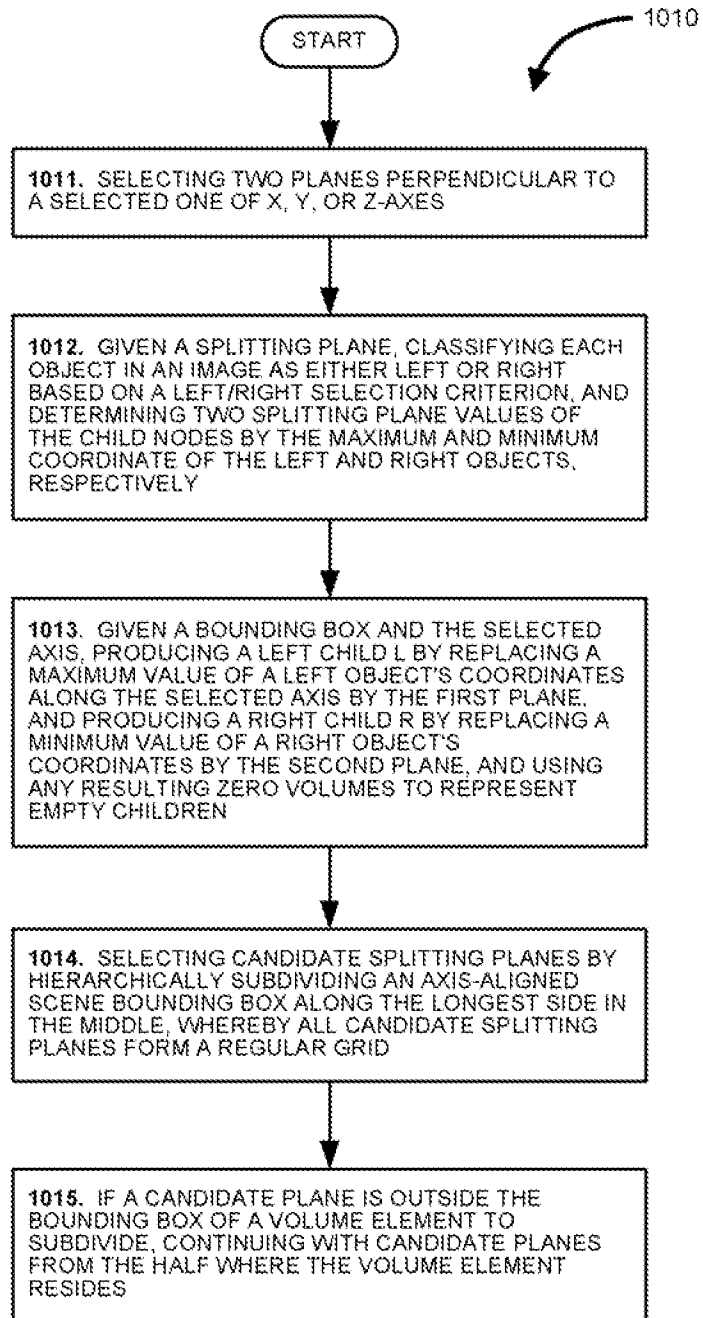 1010
START
1011. SELECTING TWO PLANES PERPENDICULAR TO
A SELECTED ONE OF X, Y, OR Z-AXES
1012. GIVEN A SPLITTING PLANE, CLASSIFYING EACH
OBJECT IN AN IMAGE AS EITHER LEFT OR RIGHT
BASED ON A LEFT/RIGHT SELECTION CRITERION, AND
DETERMINING TWO SPLITTING PLANE VALUES OF
THE CHILD NODES BY THE MAXIMUM AND MINIMUM
COORDINATE OF THE LEFT AND RIGHT OBJECTS,
RESPECTIVELY
1013. GIVEN A BOUNDING BOX AND THE SELECTED
AXIS, PRODUCING A LEFT CHILD L BY REPLACING A
MAXIMUM VALUE OF A LEFT OBJECT'S COORDINATES
ALONG THE SELECTED AXIS BY THE FIRST PLANE,
AND PRODUCING A RIGHT CHILD R BY REPLACING A
MINIMUM VALUE OF A RIGHT OBJECT'S
COORDINATES BY THE SECOND PLANE, AND USING
ANY RESULTING ZERO VOLUMES TO REPRESENT
EMPTY CHILDREN
1014. SELECTING CANDIDATE SPLITTING PLANES BY
HIERARCHICALLY SUBDIVIDING AN AXIS-ALIGNED
SCENE BOUNDING BOX ALONG THE LONGEST SIDE IN
THE MIDDLE, WHEREBY ALL CANDIDATE SPLITTING
PLANES FORM A REGULAR GRID
1015. IF A CANDIDATE PLANE IS OUTSIDE THE
BOUNDING BOX OF A VOLUME ELEMENT TO
SUBDIVIDE, CONTINUING WITH CANDIDATE PLANES
FROM THE HALF WHERE THE VOLUME ELEMENT
RESIDES